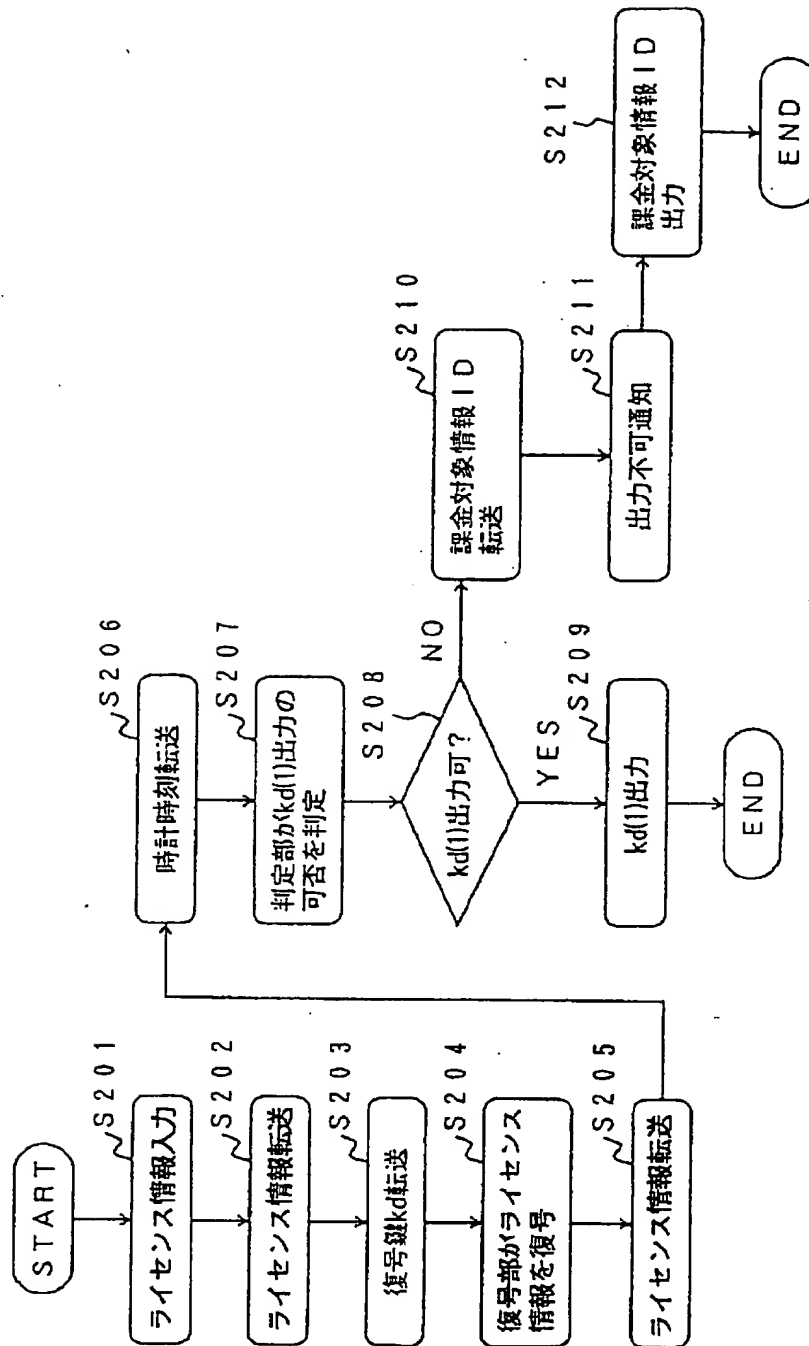 START
S201
ライセンス情報入力
S202
ライセンス情報転送
S203
復号鍵kd転送
S204
復号部がライセンス
情報を復号
S205
ライセンス情報転送
S206
時計時刻転送
S207
判定部がkd(1)出力の
可否を判定
S208
kd(1)出力可?
NO
YES
S209
kd(1)出力
END
S210
課金対象情報ID
転送
S211
出力不可通知
S212
課金対象情報ID
出力
END